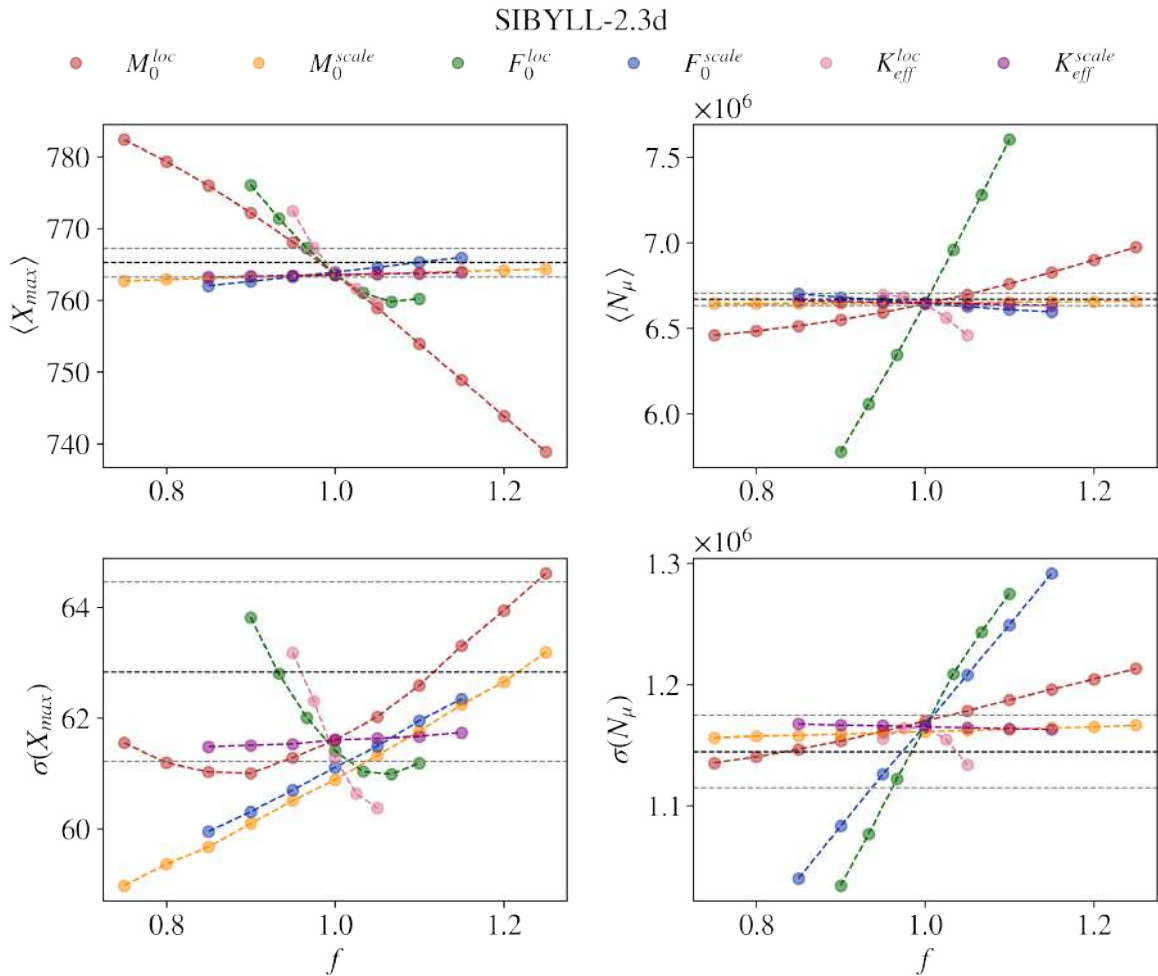 SIBYLL-2.3d
M_0^{loc} M_0^{scale} F_0^{loc} F_0^{scale} K_{eff}^{loc} K_{eff}^{scale}
×10^6
780
770
760
750
740
⟨X_{max}⟩
0.8 1.0 1.2
7.5
7.0
6.5
6.0
⟨N_μ⟩
0.8 1.0 1.2
×10^6
64
62
60
σ(X_{max})
0.8 1.0 1.2
f
1.3
1.2
1.1
σ(N_μ)
0.8 1.0 1.2
f